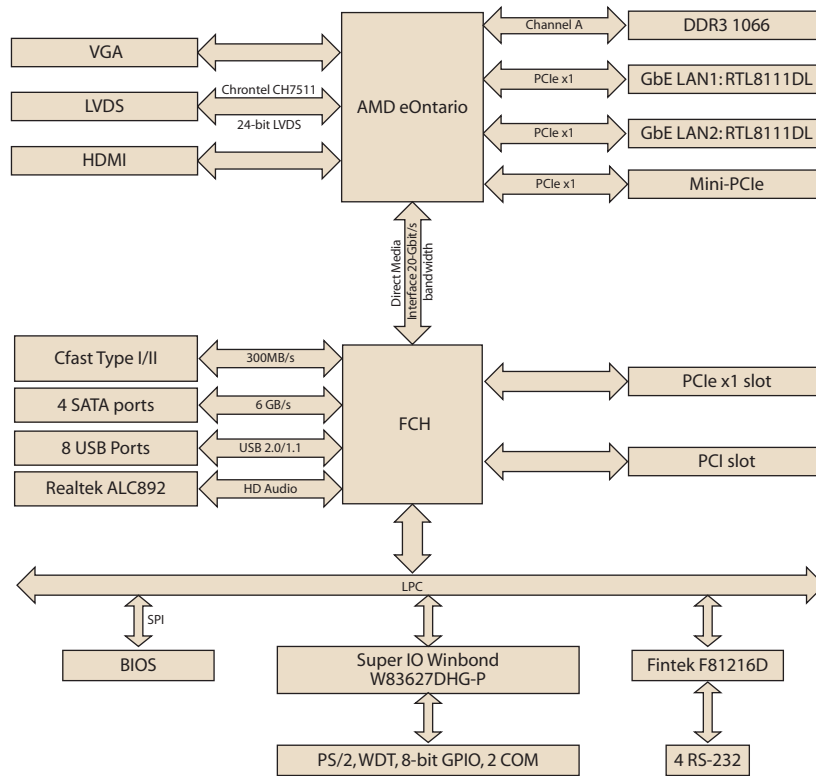 VGA
Chrontel CH7511
LVDS
24-bit LVDS
HDMI
AMD eOntario
Channel A
DDR3 1066
PCIe x1
GbE LAN1: RTL8111DL
PCIe x1
GbE LAN2: RTL8111DL
PCIe x1
Mini-PCIe
Direct Media
Interface 20-Gbit/s
bandwidth
Cfast Type I/II
300MB/s
4 SATA ports
6 GB/s
8 USB Ports
USB 2.0/1.1
Realtek ALC892
HD Audio
FCH
PCIe x1 slot
PCI slot
LPC
SPI
BIOS
Super IO Winbond
W83627DHG-P
Fintek F81216D
PS/2, WDT, 8-bit GPIO, 2 COM
4 RS-232